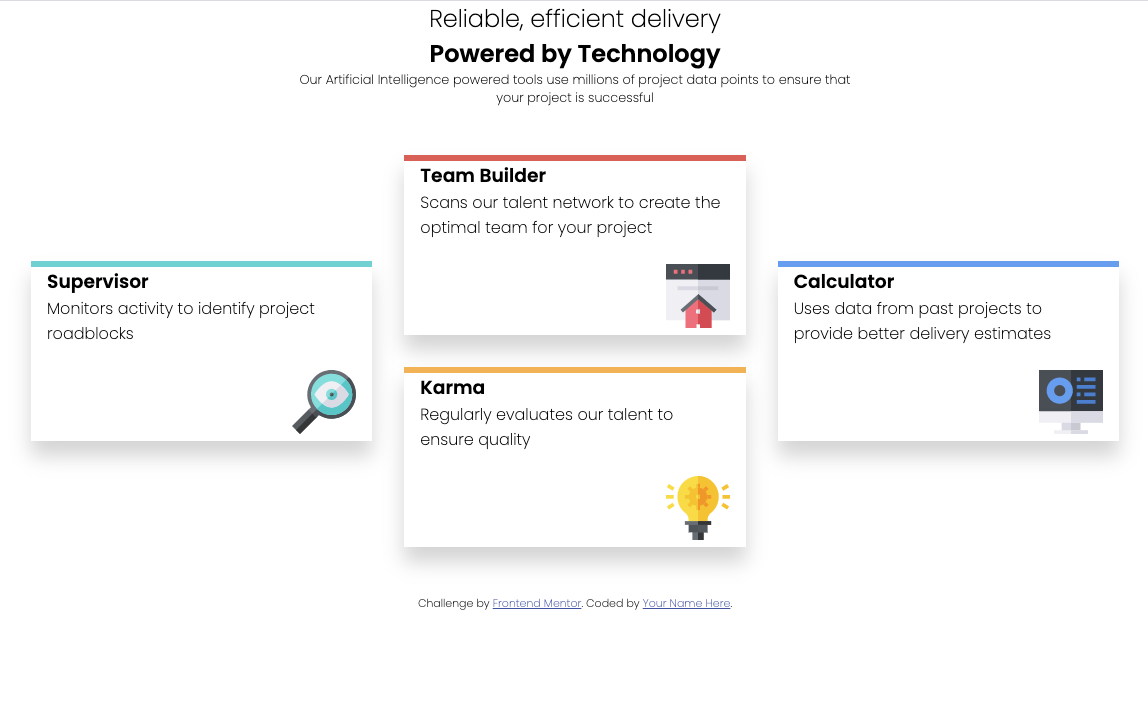 Reliable, efficient delivery
Powered by Technology
Our Artificial Intelligence powered tools use millions of project data points to ensure that
your project is successful
Supervisor
Monitors activity to identify project
roadblocks
Team Builder
Scans our talent network to create the
optimal team for your project
Karma
Regularly evaluates our talent to
ensure quality
Calculator
Uses data from past projects to
provide better delivery estimates
Challenge by Frontend Mentor. Coded by Your Name Here.